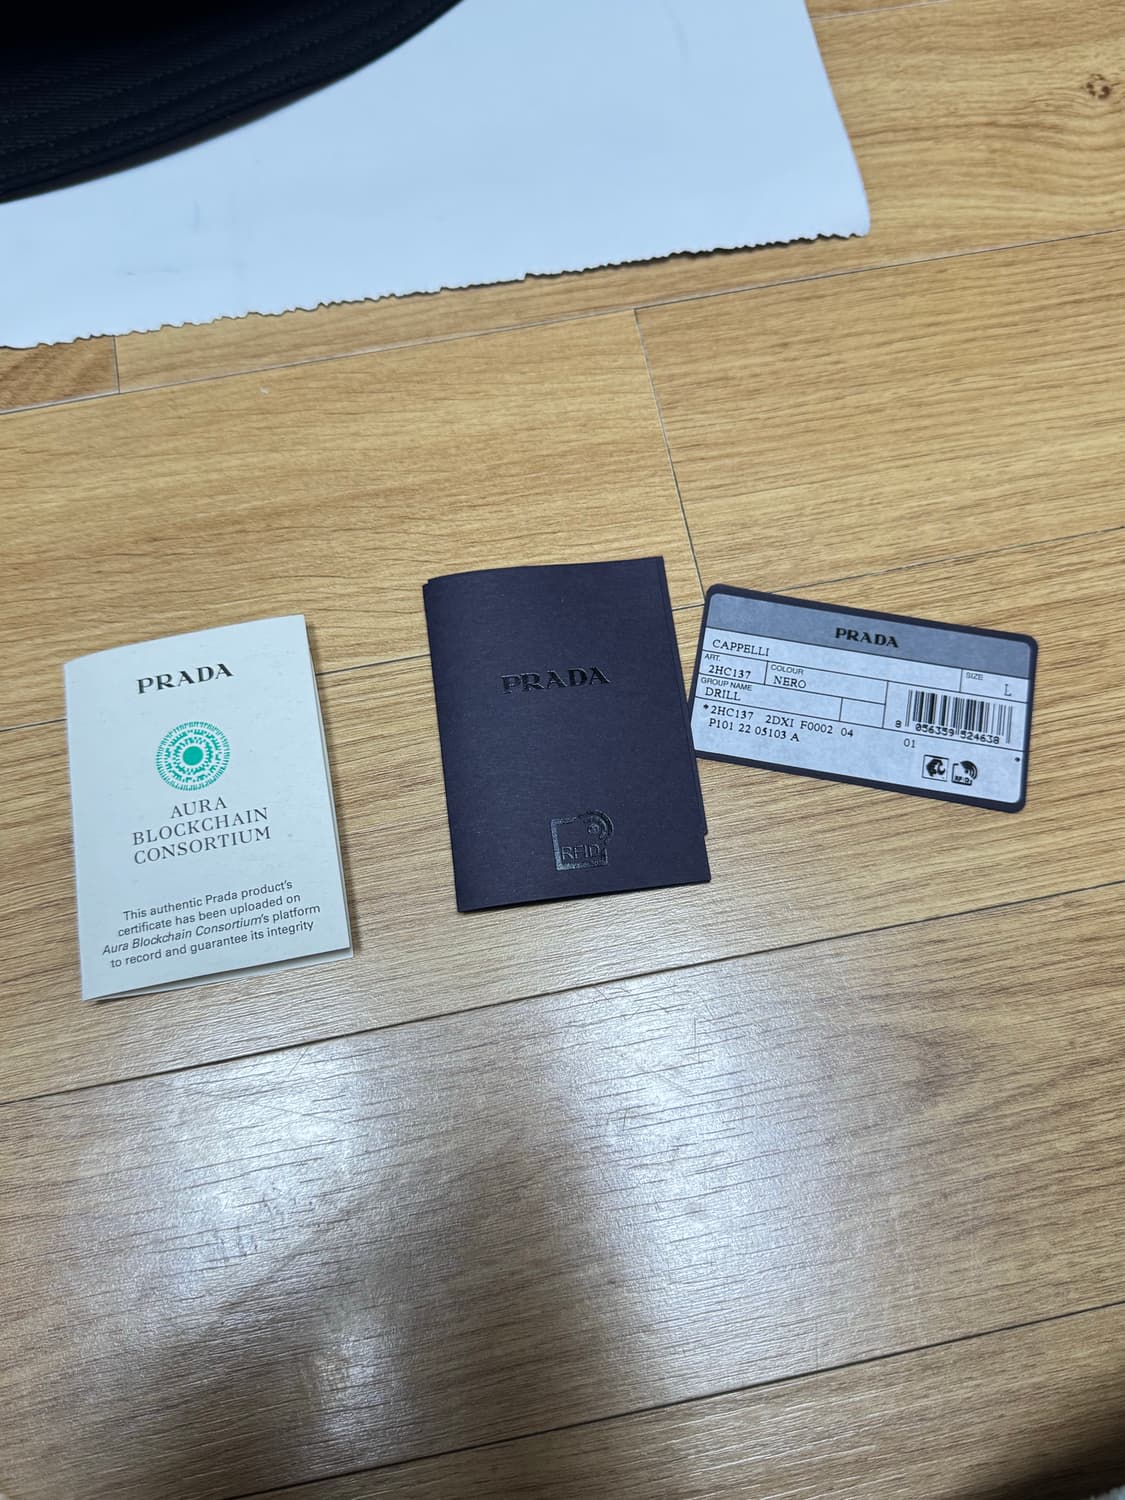 PRADA
AURA
BLOCKCHAIN
CONSORTIUM
This authentic Prada product's
certificate has been uploaded on
Aura Blockchain Consortium's platform
to record and guarantee its integrity
PRADA
RFID
PRADA
CAPPELLI
ART.
2HC137
COLOUR
NERO
SIZE
L
GROUP NAME
DRILL
*2HC137 2DXI F0002 04
P101 22 05103 A
8 056359 524638
01